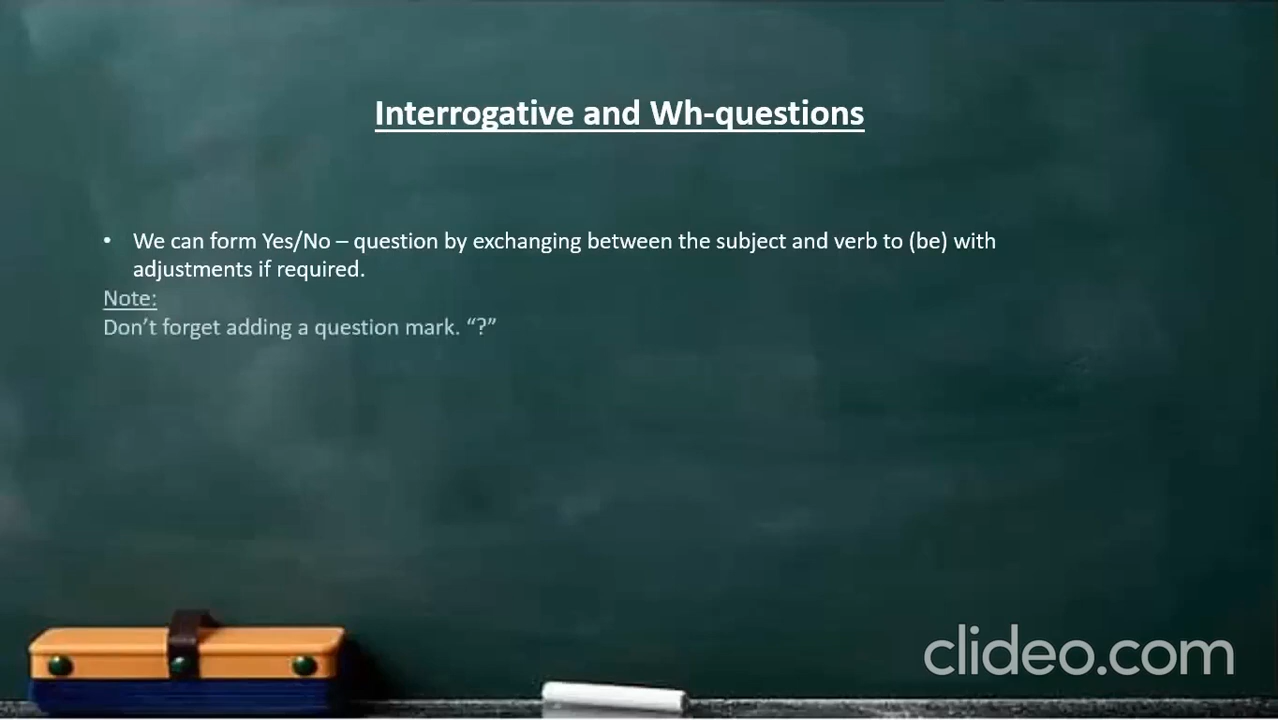 Interrogative and Wh-questions
• We can form Yes/No – question by exchanging between the subject and verb to (be) with
adjustments if required.
Note:
Don’t forget adding a question mark. “?”
clideo.com